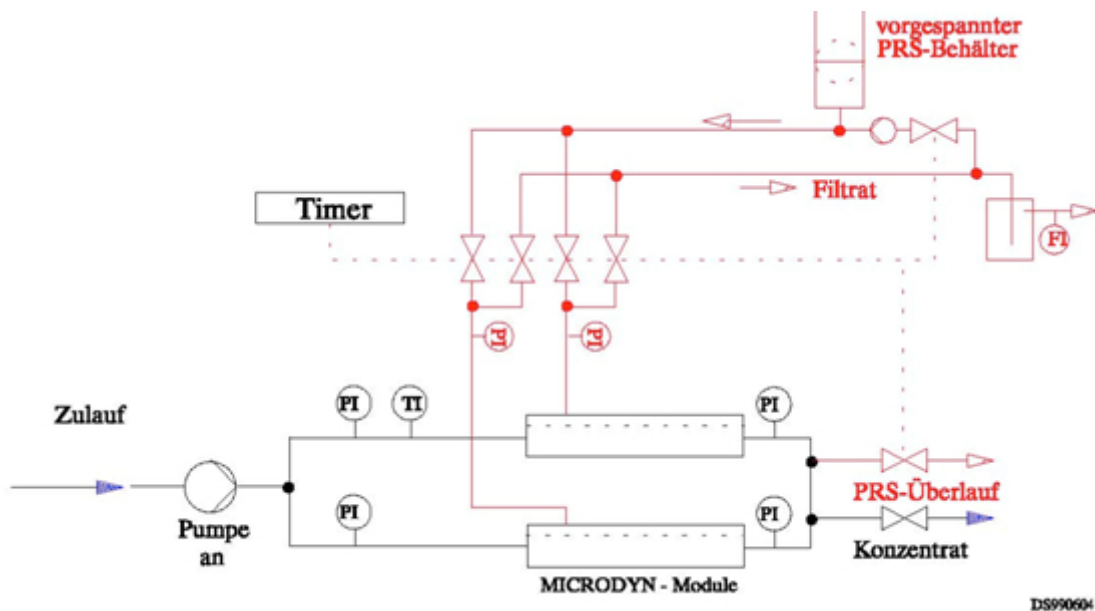 vorgespannter
PRS-Behälter
Filtrat
Timer
FI
PI
PI
Zulauf
PI
TI
PI
PRS-Überlauf
Pumpe
an
PI
PI
Konzentrat
MICRODYN - Module
DS990604